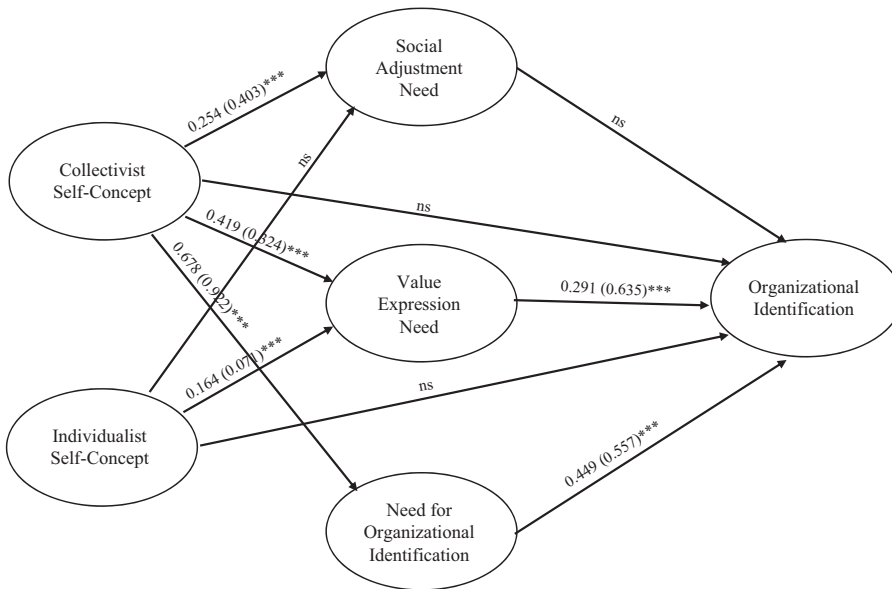 Social
Adjustment
Need
0.254 (0.403)***
ns
ns
Collectivist
Self-Concept
ns
0.419 (0.324)***
0.678 (0.922)***
Value
Expression
Need
0.291 (0.635)***
Organizational
Identification
0.164 (0.071)***
ns
Individualist
Self-Concept
0.449 (0.557)***
Need for
Organizational
Identification